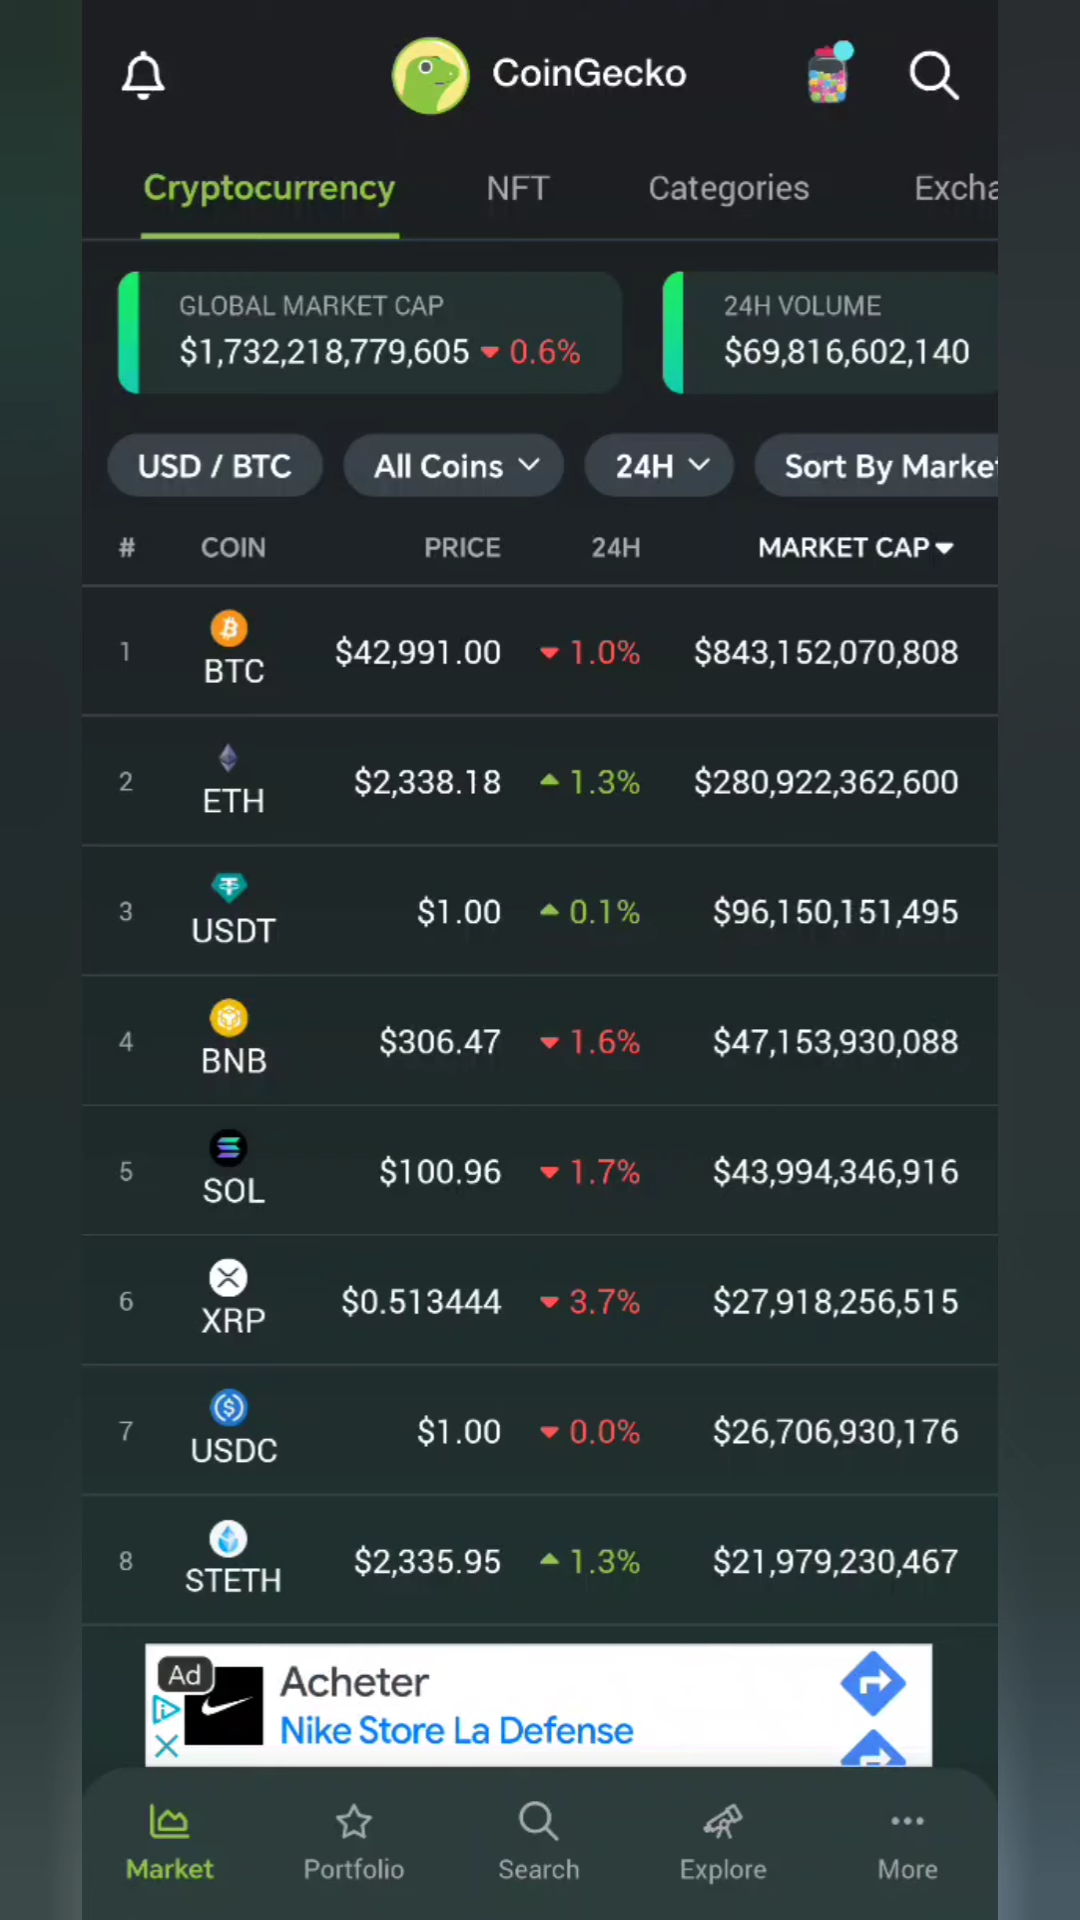 CoinGecko
Cryptocurrency NFT Categories Excha
GLOBAL MARKET CAP
$1,732,218,779,605 0.6%
24H VOLUME
$69,816,602,140
USD / BTC All Coins 24H Sort By Market
# COIN PRICE 24H MARKET CAP
1 BTC $42,991.00 1.0% $843,152,070,808
2 ETH $2,338.18 1.3% $280,922,362,600
3 USDT $1.00 0.1% $96,150,151,495
4 BNB $306.47 1.6% $47,153,930,088
5 SOL $100.96 1.7% $43,994,346,916
6 XRP $0.513444 3.7% $27,918,256,515
7 USDC $1.00 0.0% $26,706,930,176
8 STETH $2,335.95 1.3% $21,979,230,467
Ad
Acheter
Nike Store La Defense
Market Portfolio Search Explore More